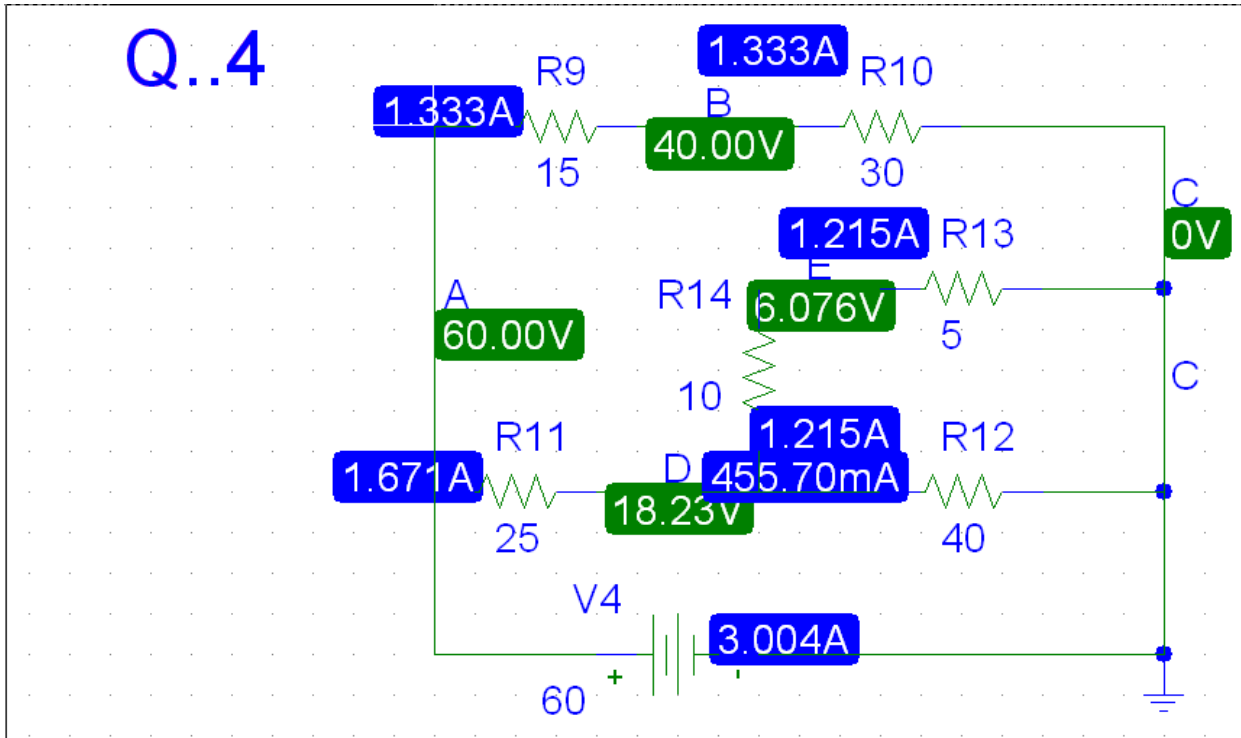 Q..4
1.333A
R9
R10
1.333A
B
40.00V
15
30
C
0V
1.215A
R13
E
R14
6.076V
A
60.00V
5
10
C
R11
1.215A
R12
1.671A
D
455.70mA
18.23V
25
40
V4
3.004A
+
-
60